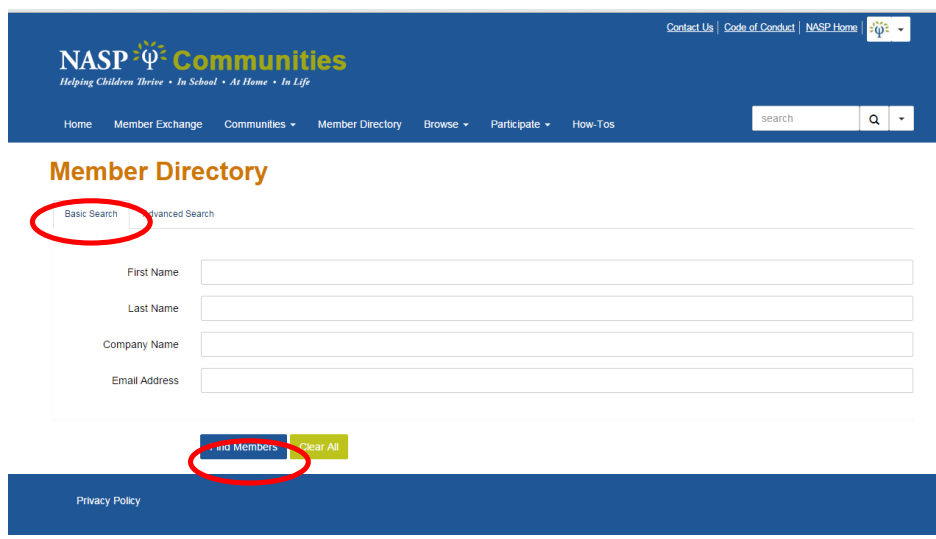 Contact Us | Code of Conduct | NASP Home |
NASP Communities
Helping Children Thrive • In School • At Home • In Life
Home Member Exchange Communities Member Directory Browse Participate How-Tos search
Member Directory
Basic Search Advanced Search
First Name
Last Name
Company Name
Email Address
Find Members Clear All
Privacy Policy